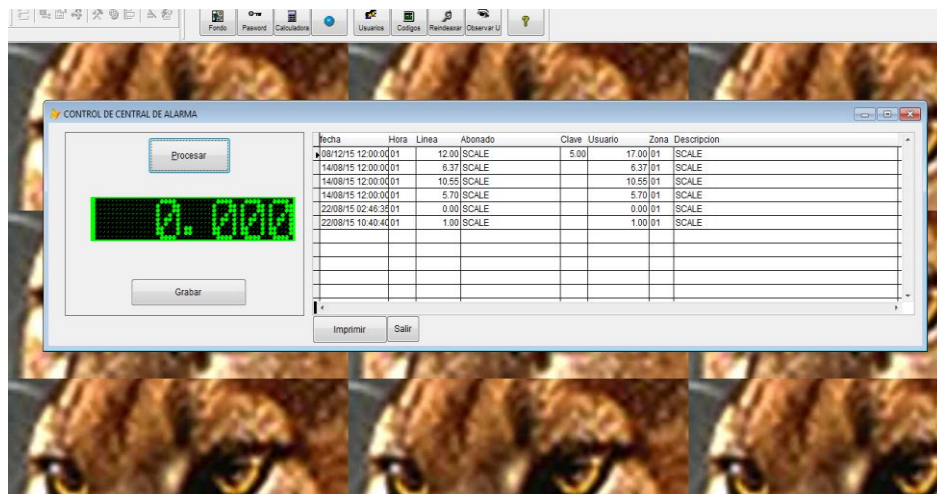 Fondo Pasword Calculadora Usuarios Codigos Reindexar Observar U
CONTROL DE CENTRAL DE ALARMA
Procesar
0.000
Grabar
fecha Hora Linea Abonado Clave Usuario Zona Descripcion
08/12/15 12:00:00 01 12.00 SCALE 5.00 17.00 01 SCALE
14/08/15 12:00:00 01 6.37 SCALE 6.37 01 SCALE
14/08/15 12:00:00 01 10.55 SCALE 10.55 01 SCALE
14/08/15 12:00:00 01 5.70 SCALE 5.70 01 SCALE
22/08/15 02:46:35 01 0.00 SCALE 0.00 01 SCALE
22/08/15 10:40:40 01 1.00 SCALE 1.00 01 SCALE
Imprimir Salir